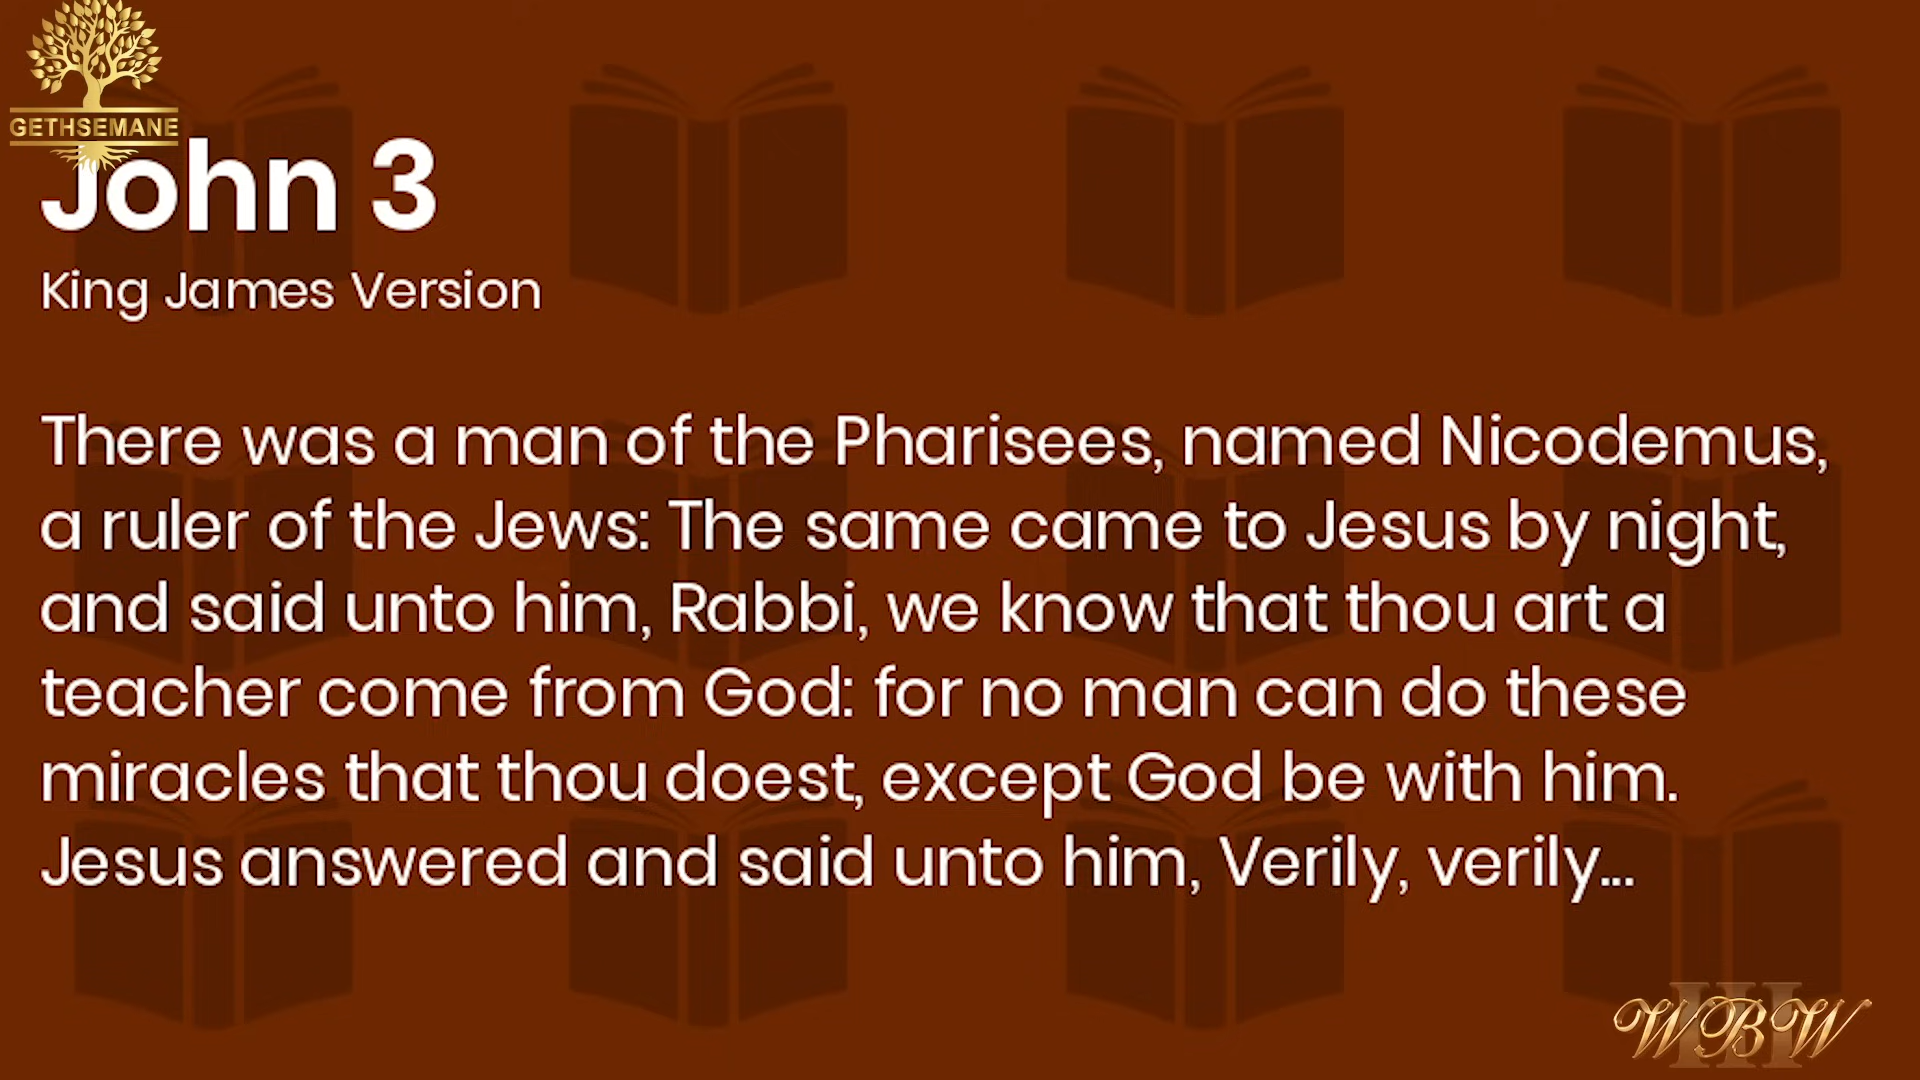 GETHSEMANE
John 3
King James Version
There was a man of the Pharisees, named Nicodemus,
a ruler of the Jews: The same came to Jesus by night,
and said unto him, Rabbi, we know that thou art a
teacher come from God: for no man can do these
miracles that thou doest, except God be with him.
Jesus answered and said unto him, Verily, verily...
WBW III